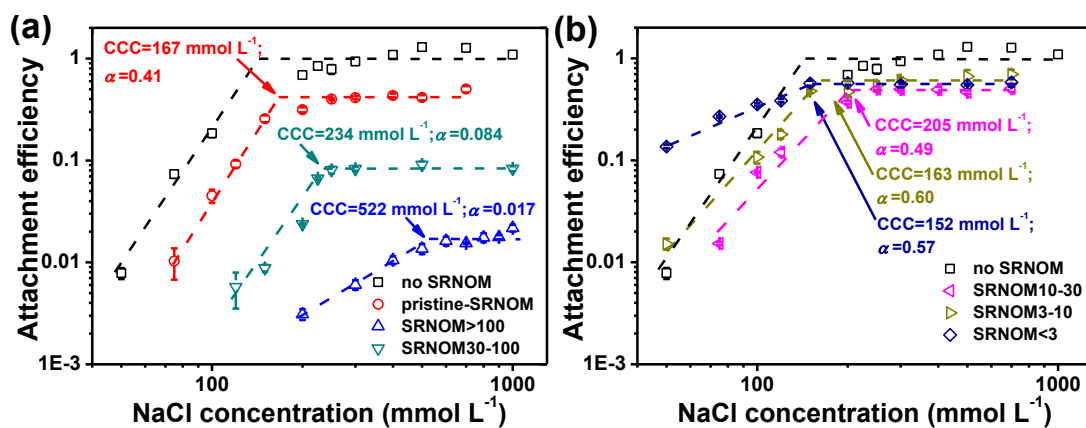 (a)
Attachment efficiency
1
0.1
0.01
1E-3
100
1000
NaCl concentration (mmol L⁻¹)
CCC=167 mmol L⁻¹;
α=0.41
CCC=234 mmol L⁻¹;α=0.084
CCC=522 mmol L⁻¹;α=0.017
no SRNOM
pristine-SRNOM
SRNOM>100
SRNOM30-100
(b)
Attachment efficiency
1
0.1
0.01
1E-3
100
1000
NaCl concentration (mmol L⁻¹)
CCC=205 mmol L⁻¹;
α=0.49
CCC=163 mmol L⁻¹;
α=0.60
CCC=152 mmol L⁻¹;
α=0.57
no SRNOM
SRNOM10-30
SRNOM3-10
SRNOM<3